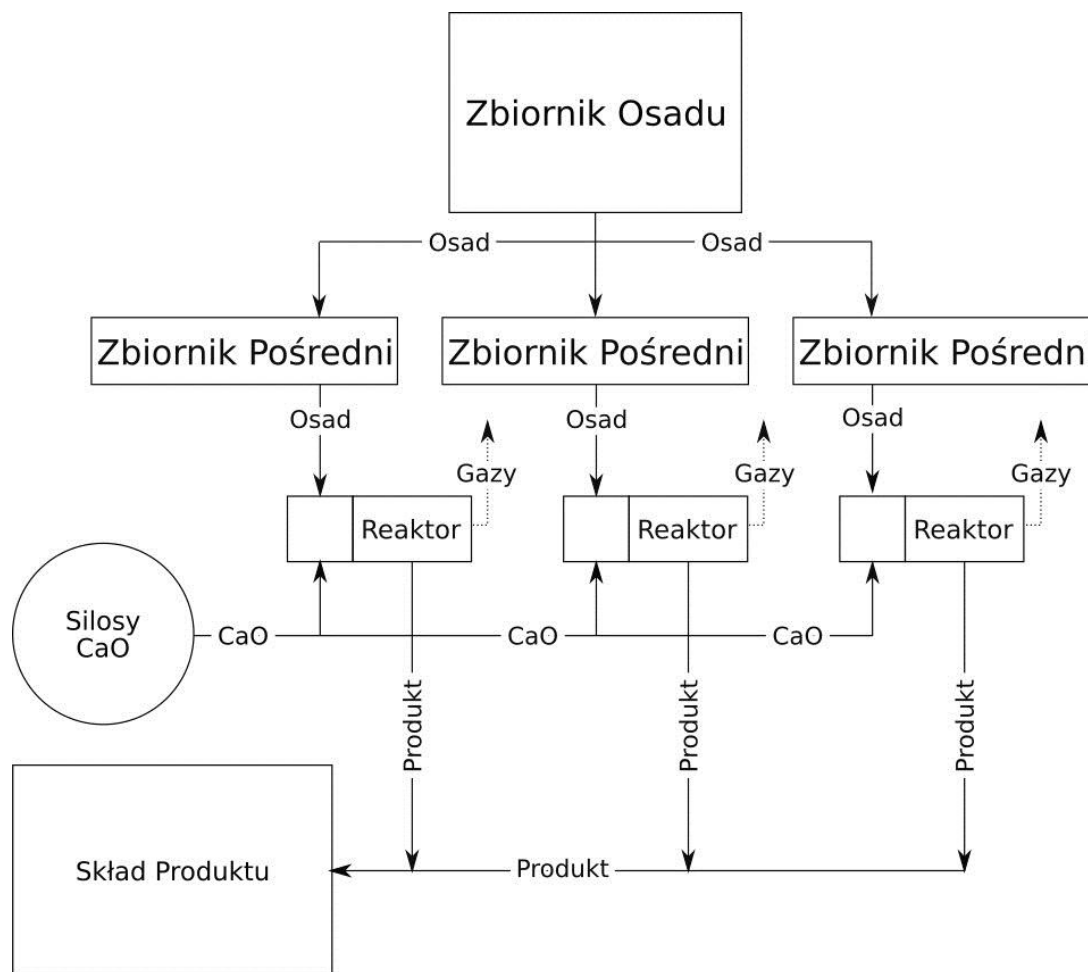 Zbiornik Osadu
Osad
Osad
Zbiornik Pośredni
Zbiornik Pośredni
Zbiornik Pośredn
Osad
Osad
Osad
Gazy
Gazy
Gazy
Reaktor
Reaktor
Reaktor
Silosy
CaO
CaO
CaO
CaO
Produkt
Produkt
Produkt
Skład Produktu
Produkt